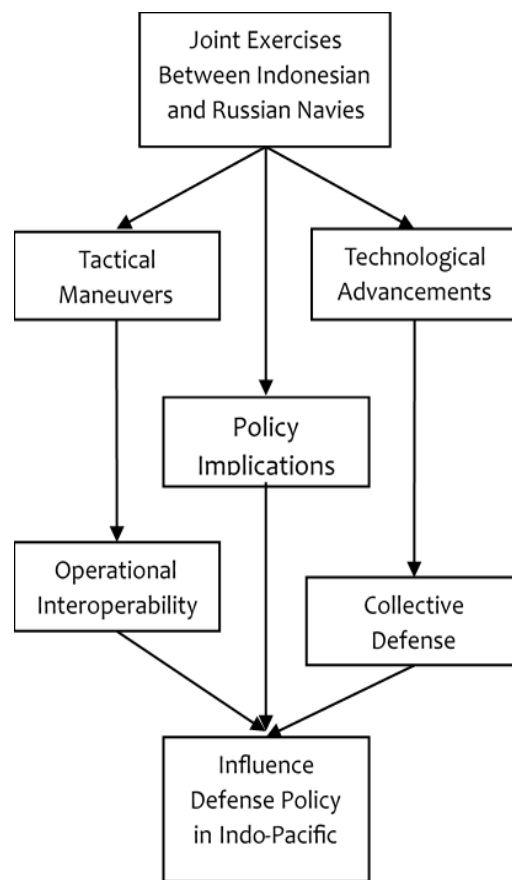 Joint Exercises
Between Indonesian
and Russian Navies
Tactical
Maneuvers
Technological
Advancements
Policy
Implications
Operational
Interoperability
Collective
Defense
Influence
Defense Policy
in Indo-Pacific